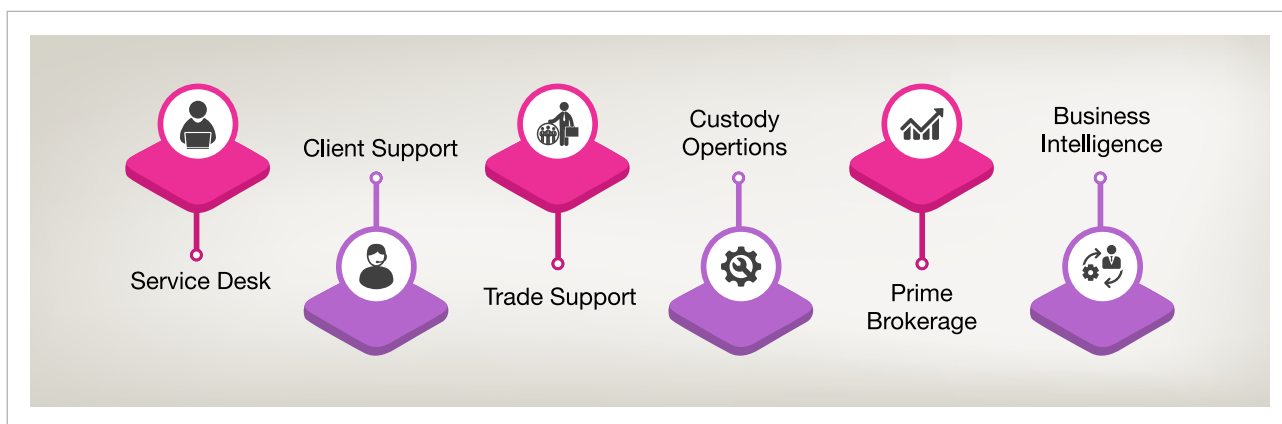 Service Desk
Client Support
Trade Support
Custody
Opertions
Prime
Brokerage
Business
Intelligence